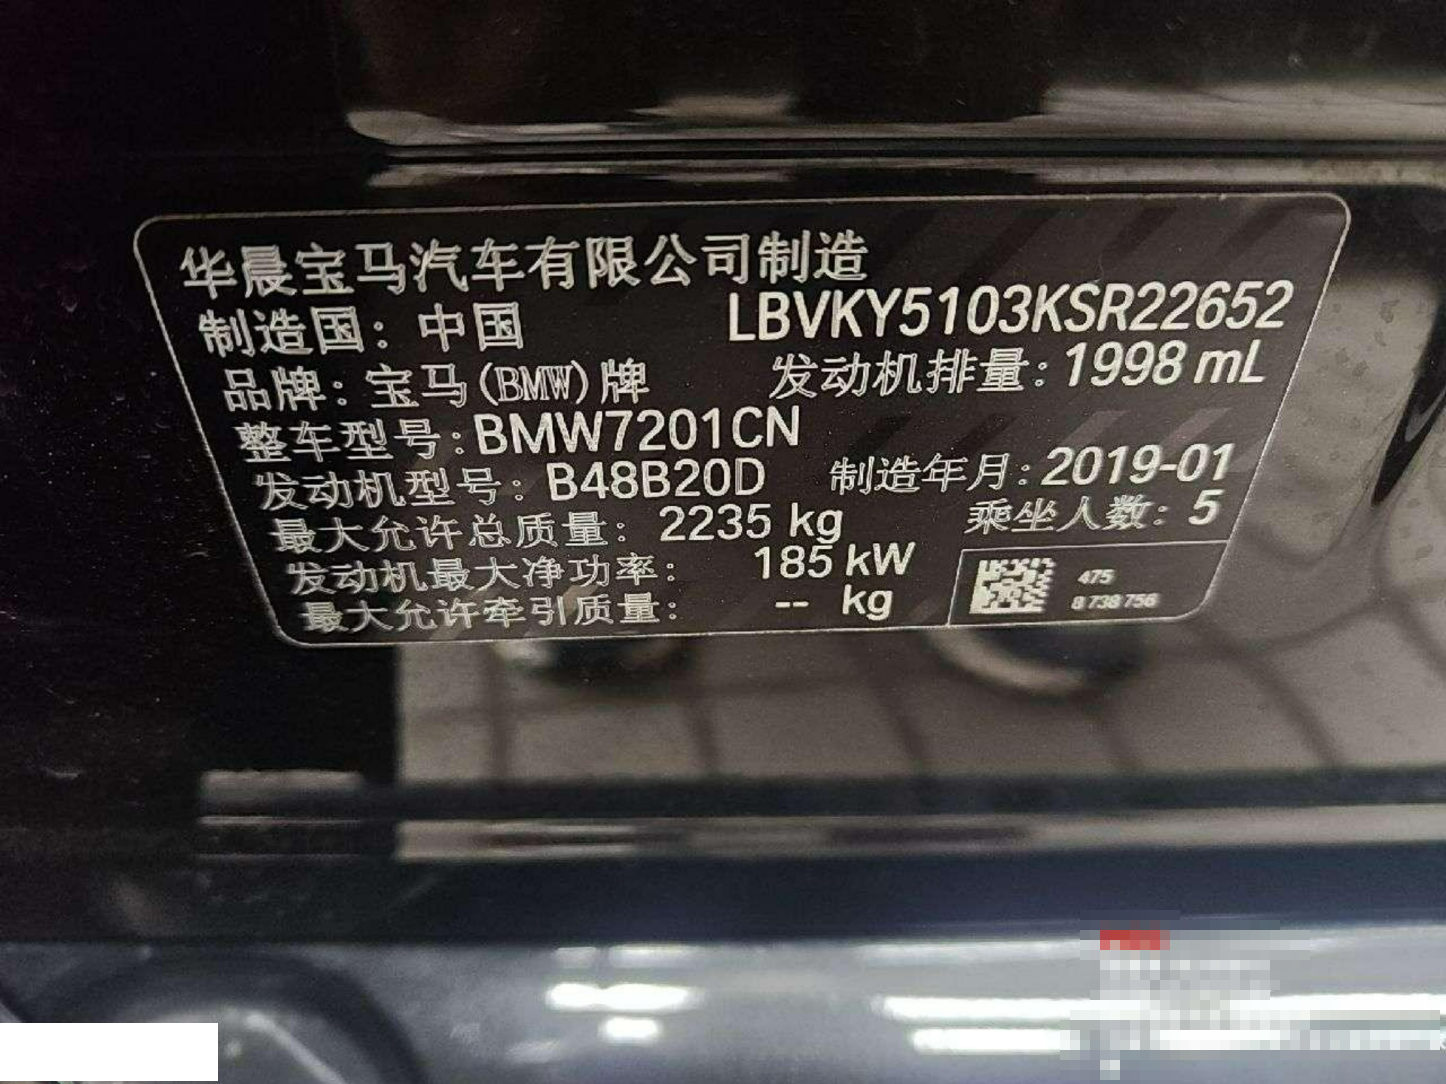 华晨宝马汽车有限公司制造
制造国：中国 LBVKY5103KSR22652
品牌：宝马(BMW)牌 发动机排量：1998 mL
整车型号：BMW7201CN
发动机型号：B48B20D 制造年月：2019-01
最大允许总质量：2235 kg 乘坐人数：5
发动机最大净功率：185 kW
最大允许牵引质量：-- kg
475
8 738 756